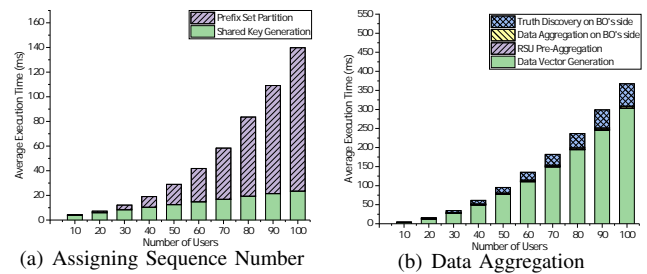 Prefix Set Partition
Shared Key Generation
Average Execution Time (ms)
160
140
120
100
80
60
40
20
0
10 20 30 40 50 60 70 80 90 100
Number of Users
(a) Assigning Sequence Number
Truth Discovery on BO's side
Data Aggregation on BO's side
RSU Pre-Aggregation
Data Vector Generation
Average Execution Time (ms)
550
500
450
400
350
300
250
200
150
100
50
0
10 20 30 40 50 60 70 80 90 100
Number of Users
(b) Data Aggregation